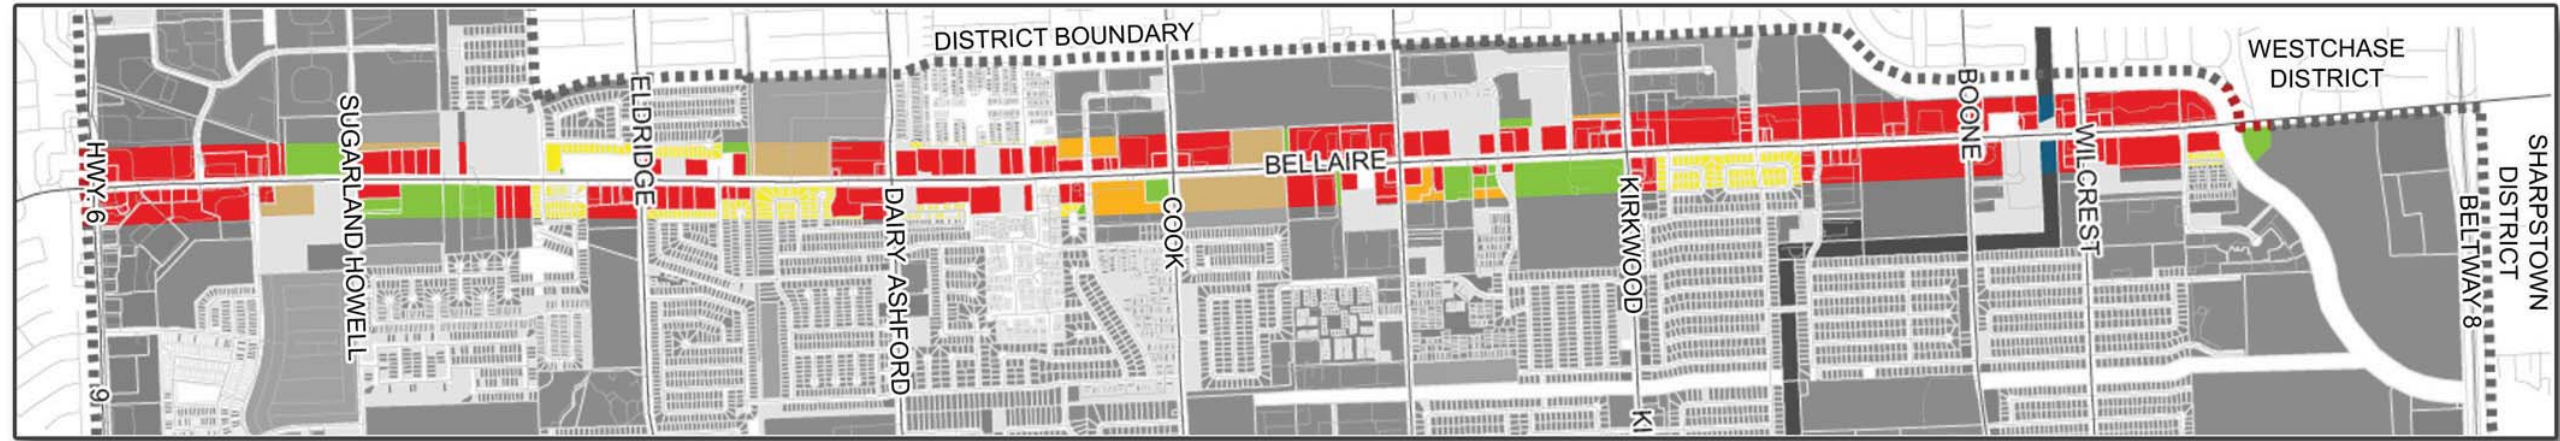 DISTRICT BOUNDARY
WESTCHASE
DISTRICT
HWY-6
SUGARLAND HOWELL
ELDRIDGE
DAIRY-ASHFORD
COOK
BELLAIRE
KIRKWOOD
BOONE
WILCREST
BELTWAY 8
SHARPSTOWN
DISTRICT
6
KI